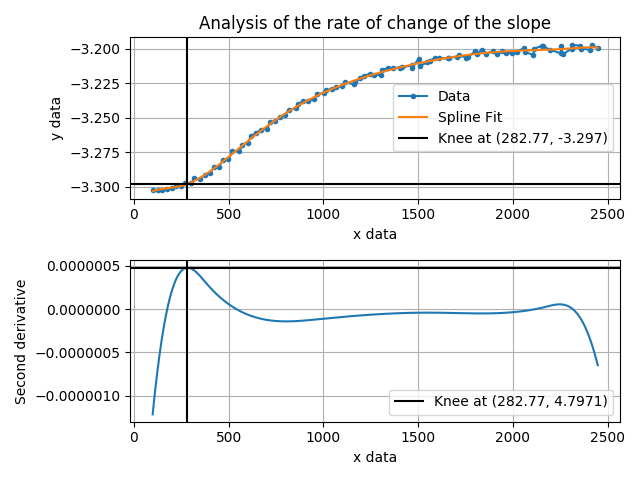 Analysis of the rate of change of the slope
−3.200
−3.225
−3.250
−3.275
−3.300
y data
Data
Spline Fit
Knee at (282.77, -3.297)
0
500
1000
1500
2000
2500
x data
0.0000005
0.0000000
−0.0000005
−0.0000010
Second derivative
Knee at (282.77, 4.7971)
0
500
1000
1500
2000
2500
x data